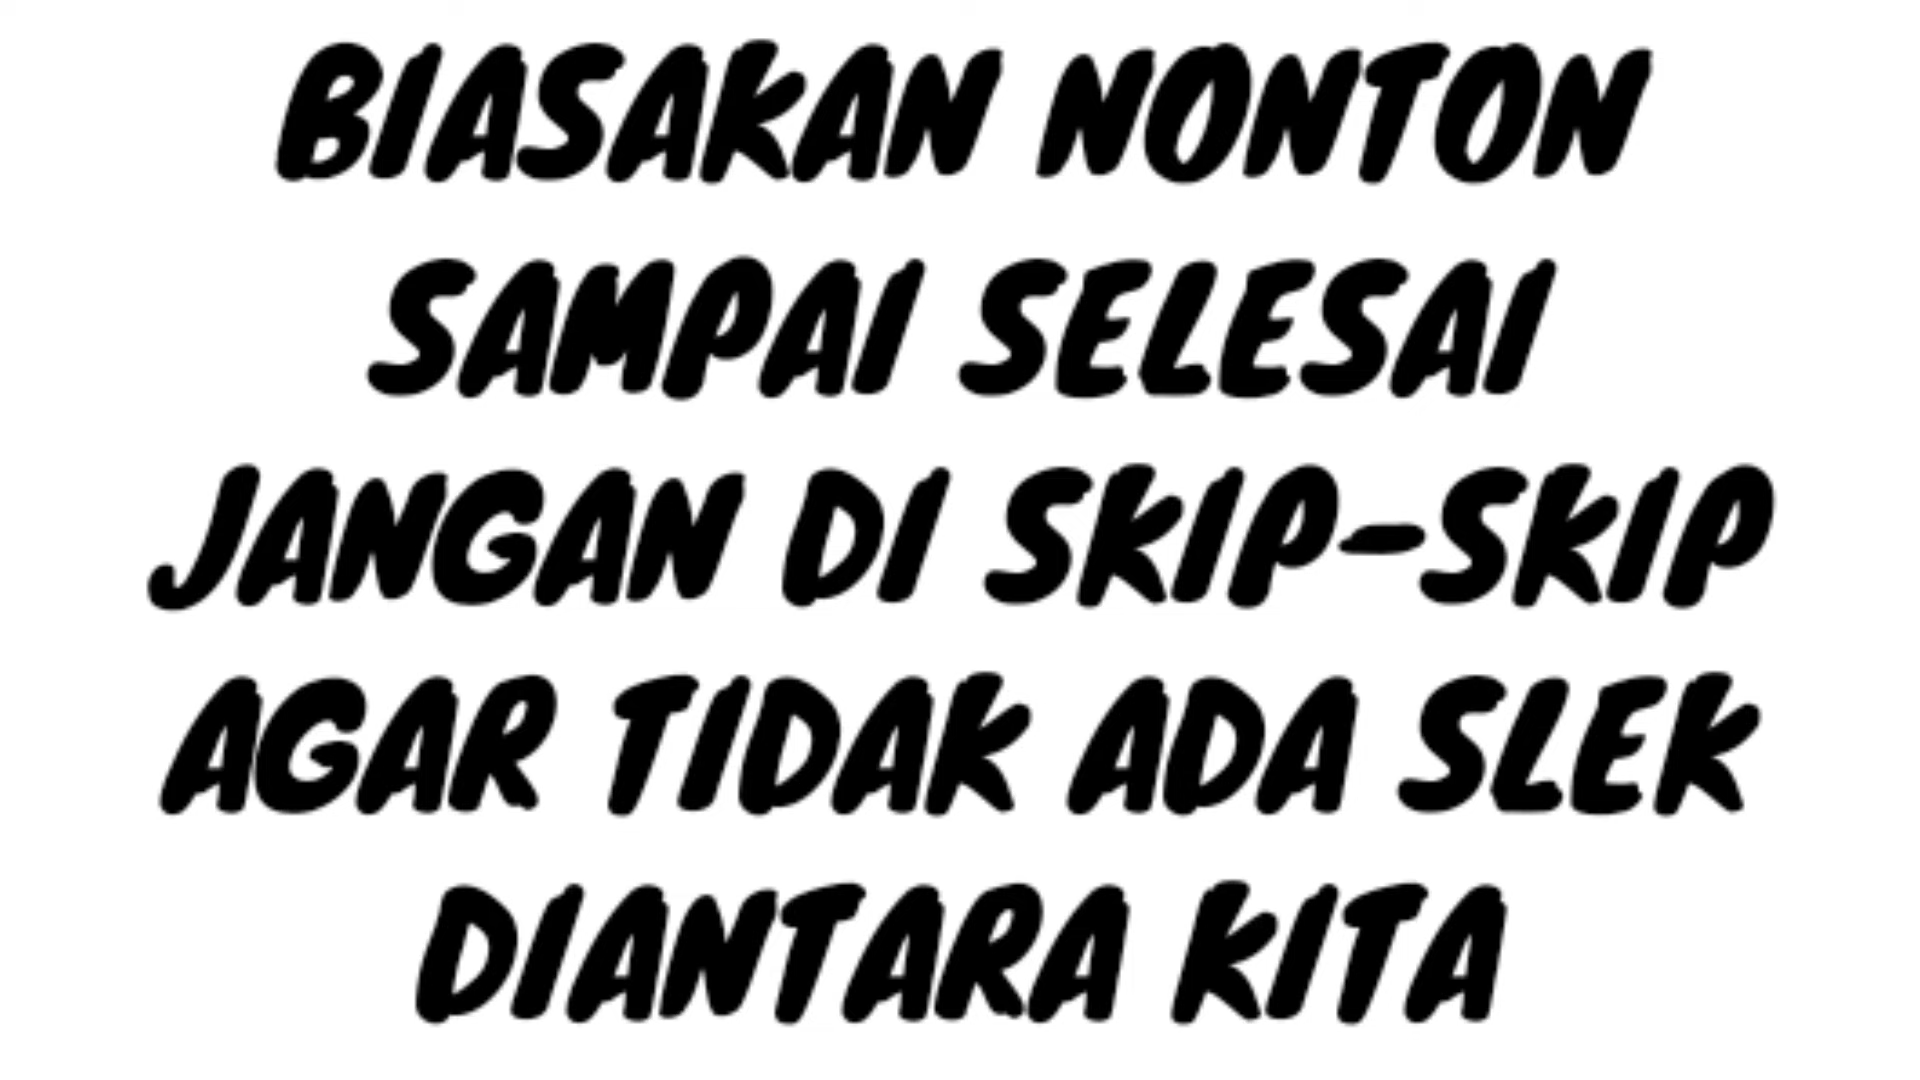 BIASAKAN NONTON
SAMPAI SELESAI
JANGAN DI SKIP-SKIP
AGAR TIDAK ADA SLEK
DIANTARA KITA